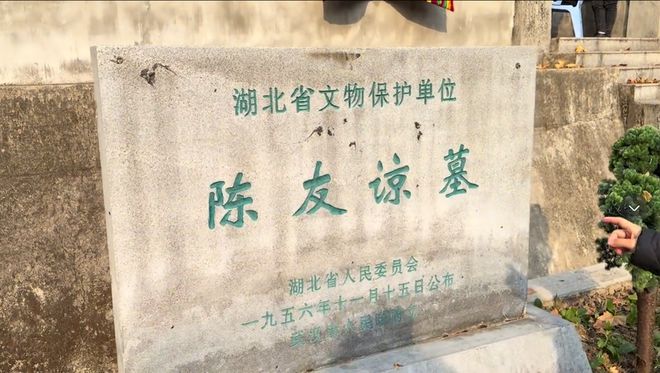 湖北省文物保护单位
陈友谅墓
湖北省人民委员会
一九五六年十一月十五日公布